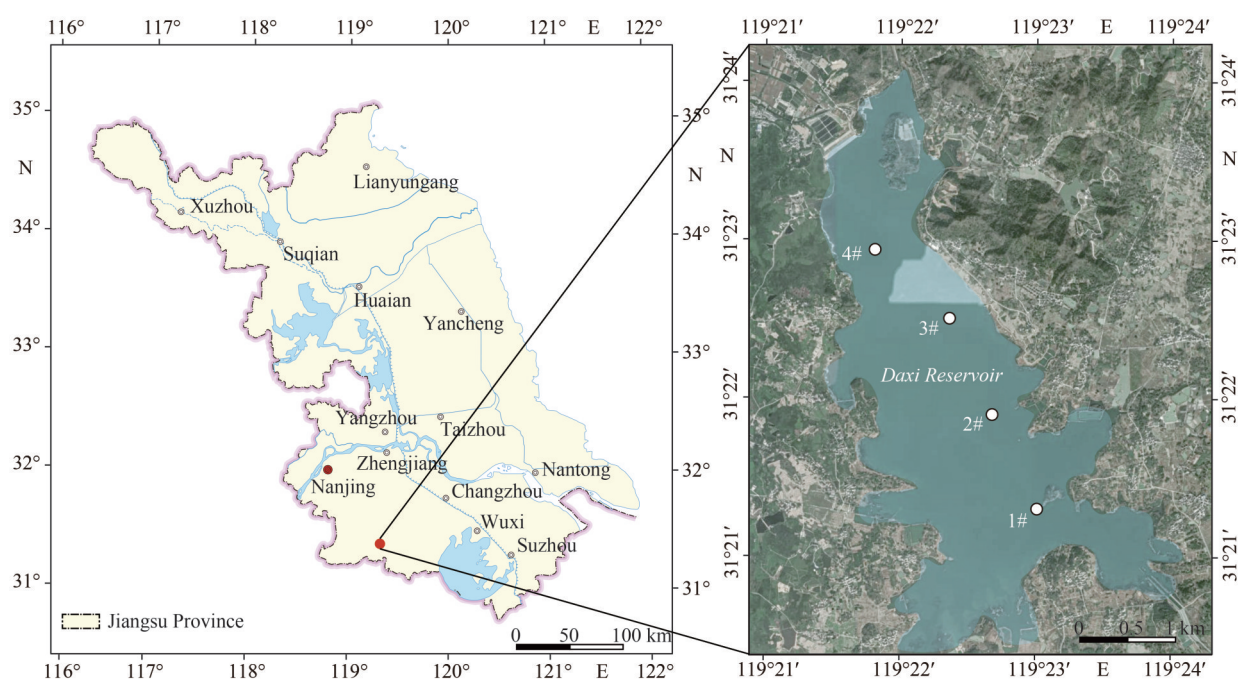 116° 117° 118° 119° 120° 121° E 122°
35°
N
34°
33°
32°
31°
35°
N
34°
33°
32°
31°
Lianyungang
Xuzhou
Suqian
Huaian
Yancheng
Yangzhou
Taizhou
Zhengjiang
Nantong
Nanjing
Changzhou
Wuxi
Suzhou
Jiangsu Province
0 50 100 km
116° 117° 118° 119° 120° 121° E 122°
119°21′ 119°22′ 119°23′ E 119°24′
31°24′
N
31°23′
31°22′
31°21′
31°24′
N
31°23′
31°22′
31°21′
4#
3#
Daxi Reservoir
2#
1#
0 0.5 1 km
119°21′ 119°22′ 119°23′ E 119°24′